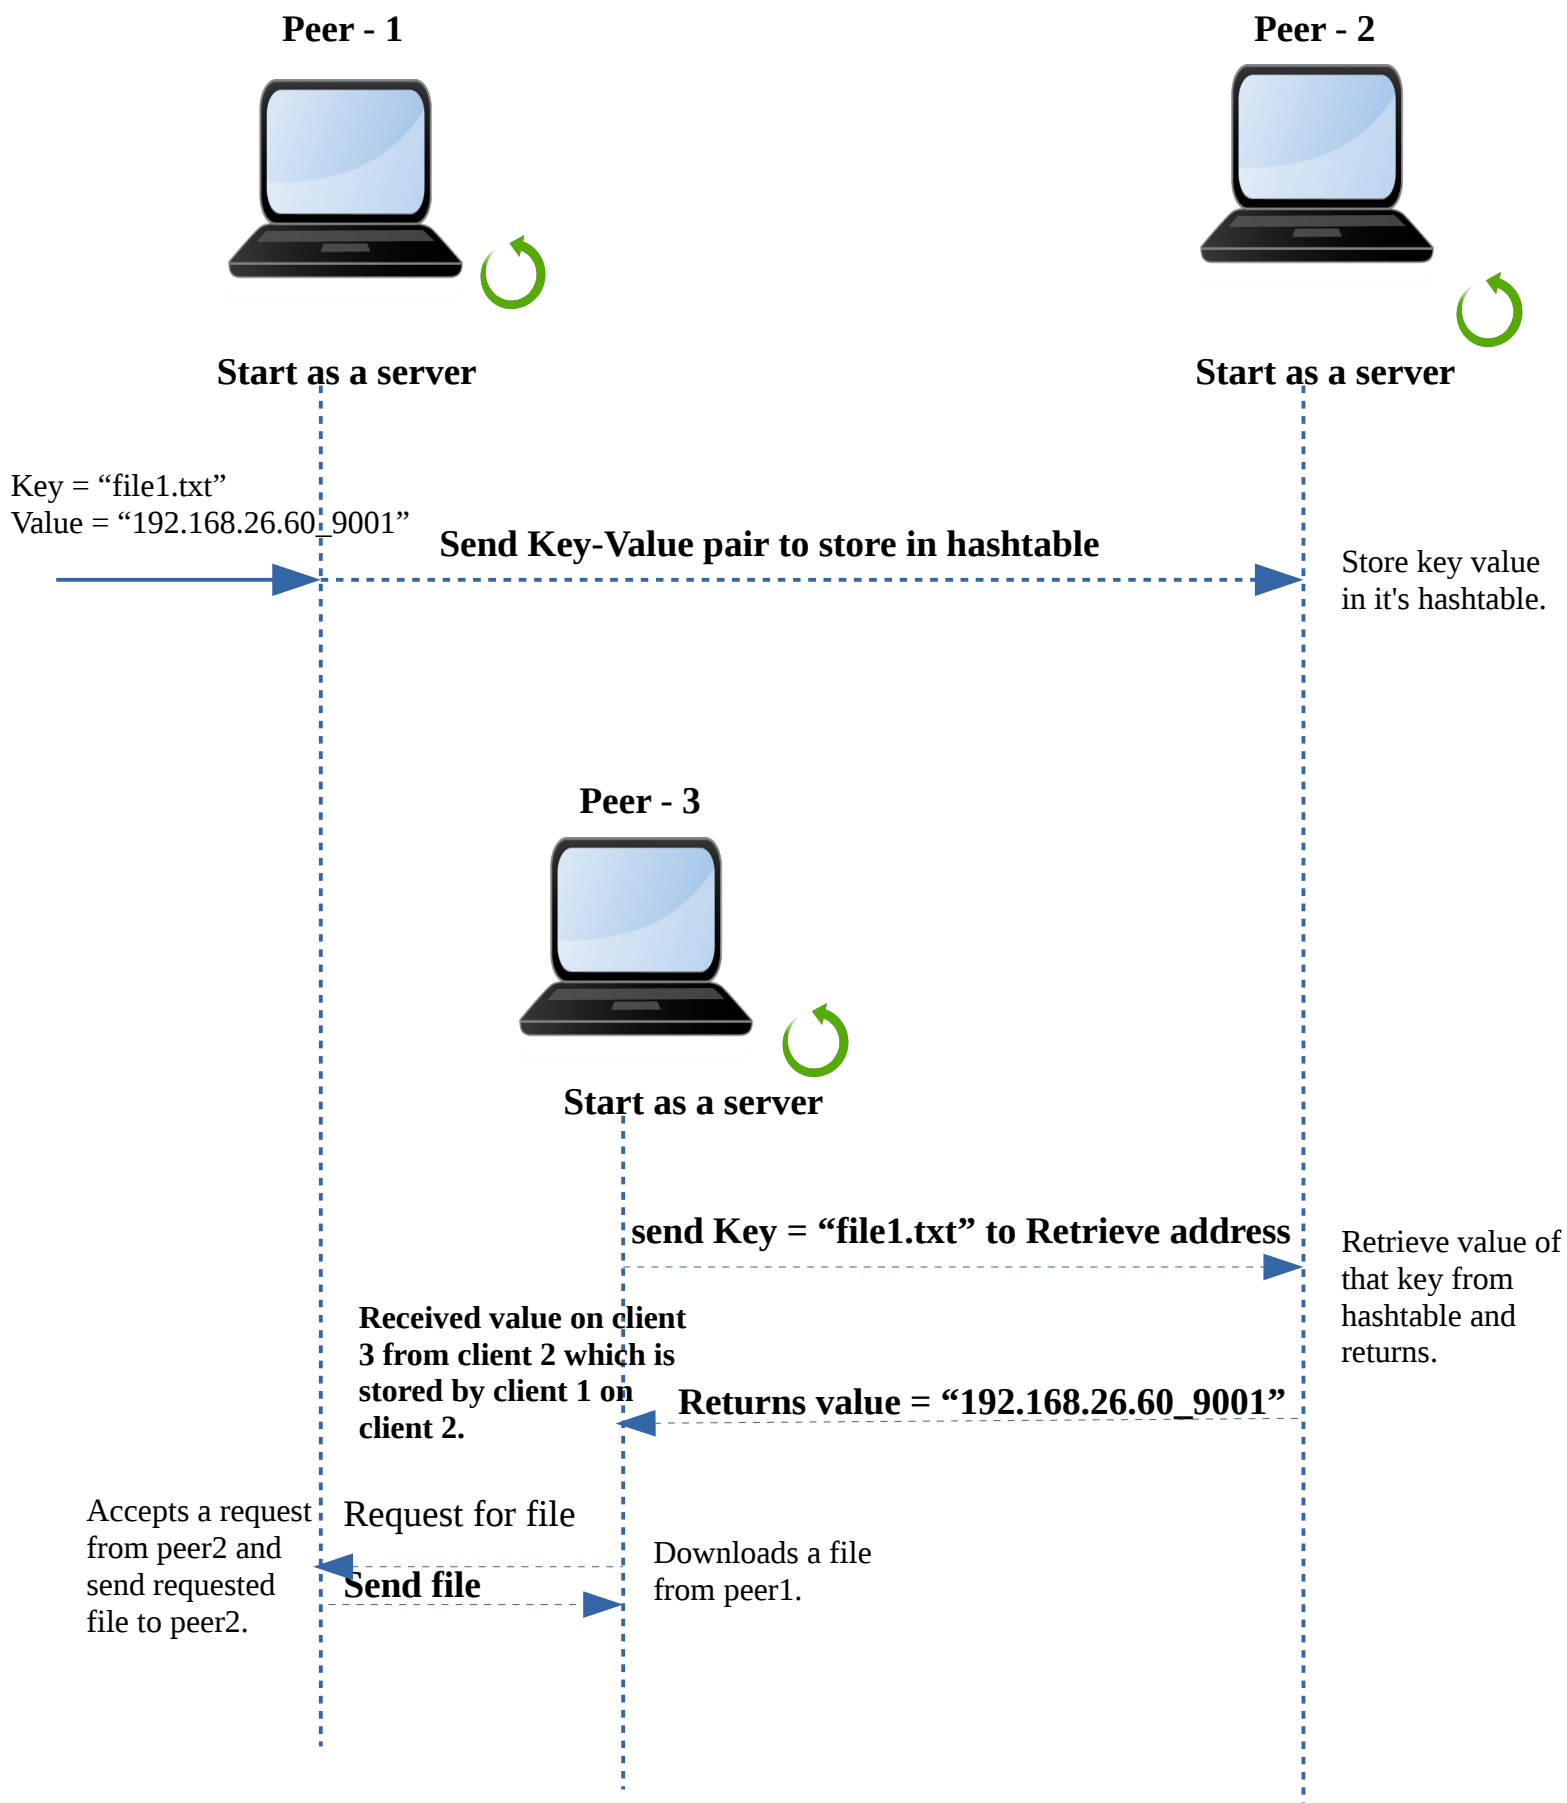 Peer - 1
Peer - 2
Start as a server
Start as a server
Key = “file1.txt”
Value = “192.168.26.60_9001”
Send Key-Value pair to store in hashtable
Store key value
in it's hashtable.
Peer - 3
Start as a server
send Key = “file1.txt” to Retrieve address
Retrieve value of
that key from
hashtable and
returns.
Received value on client
3 from client 2 which is
stored by client 1 on
client 2.
Returns value = “192.168.26.60_9001”
Accepts a request
from peer2 and
send requested
file to peer2.
Request for file
Send file
Downloads a file
from peer1.